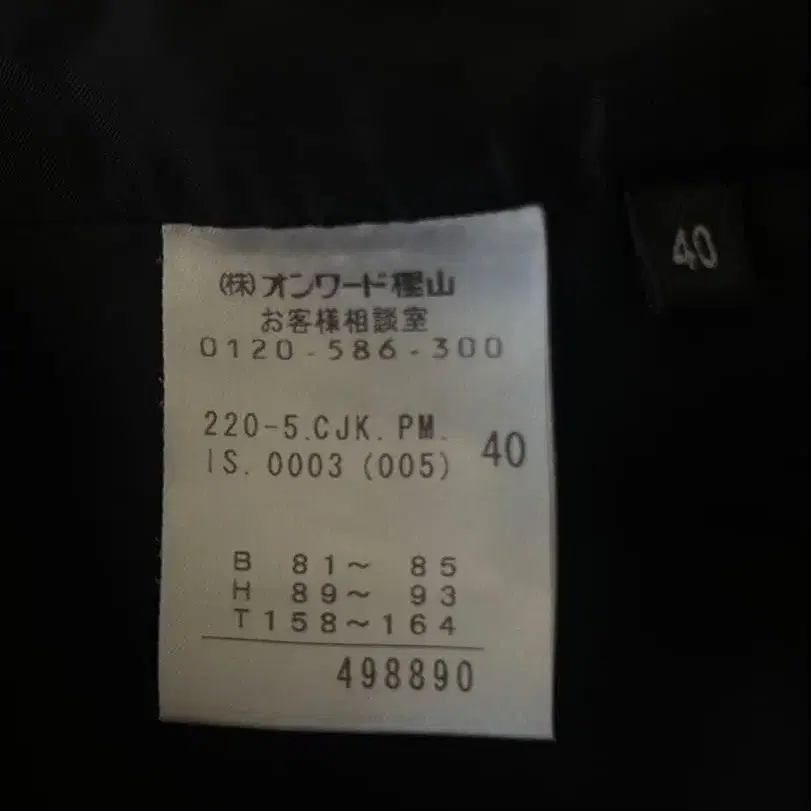 (株)オンワード樫山
お客様相談室
0120-586-300
220-5.CJK.PM.
IS.0003(005)
40
B 81～ 85
H 89～ 93
T158～164
498890
40